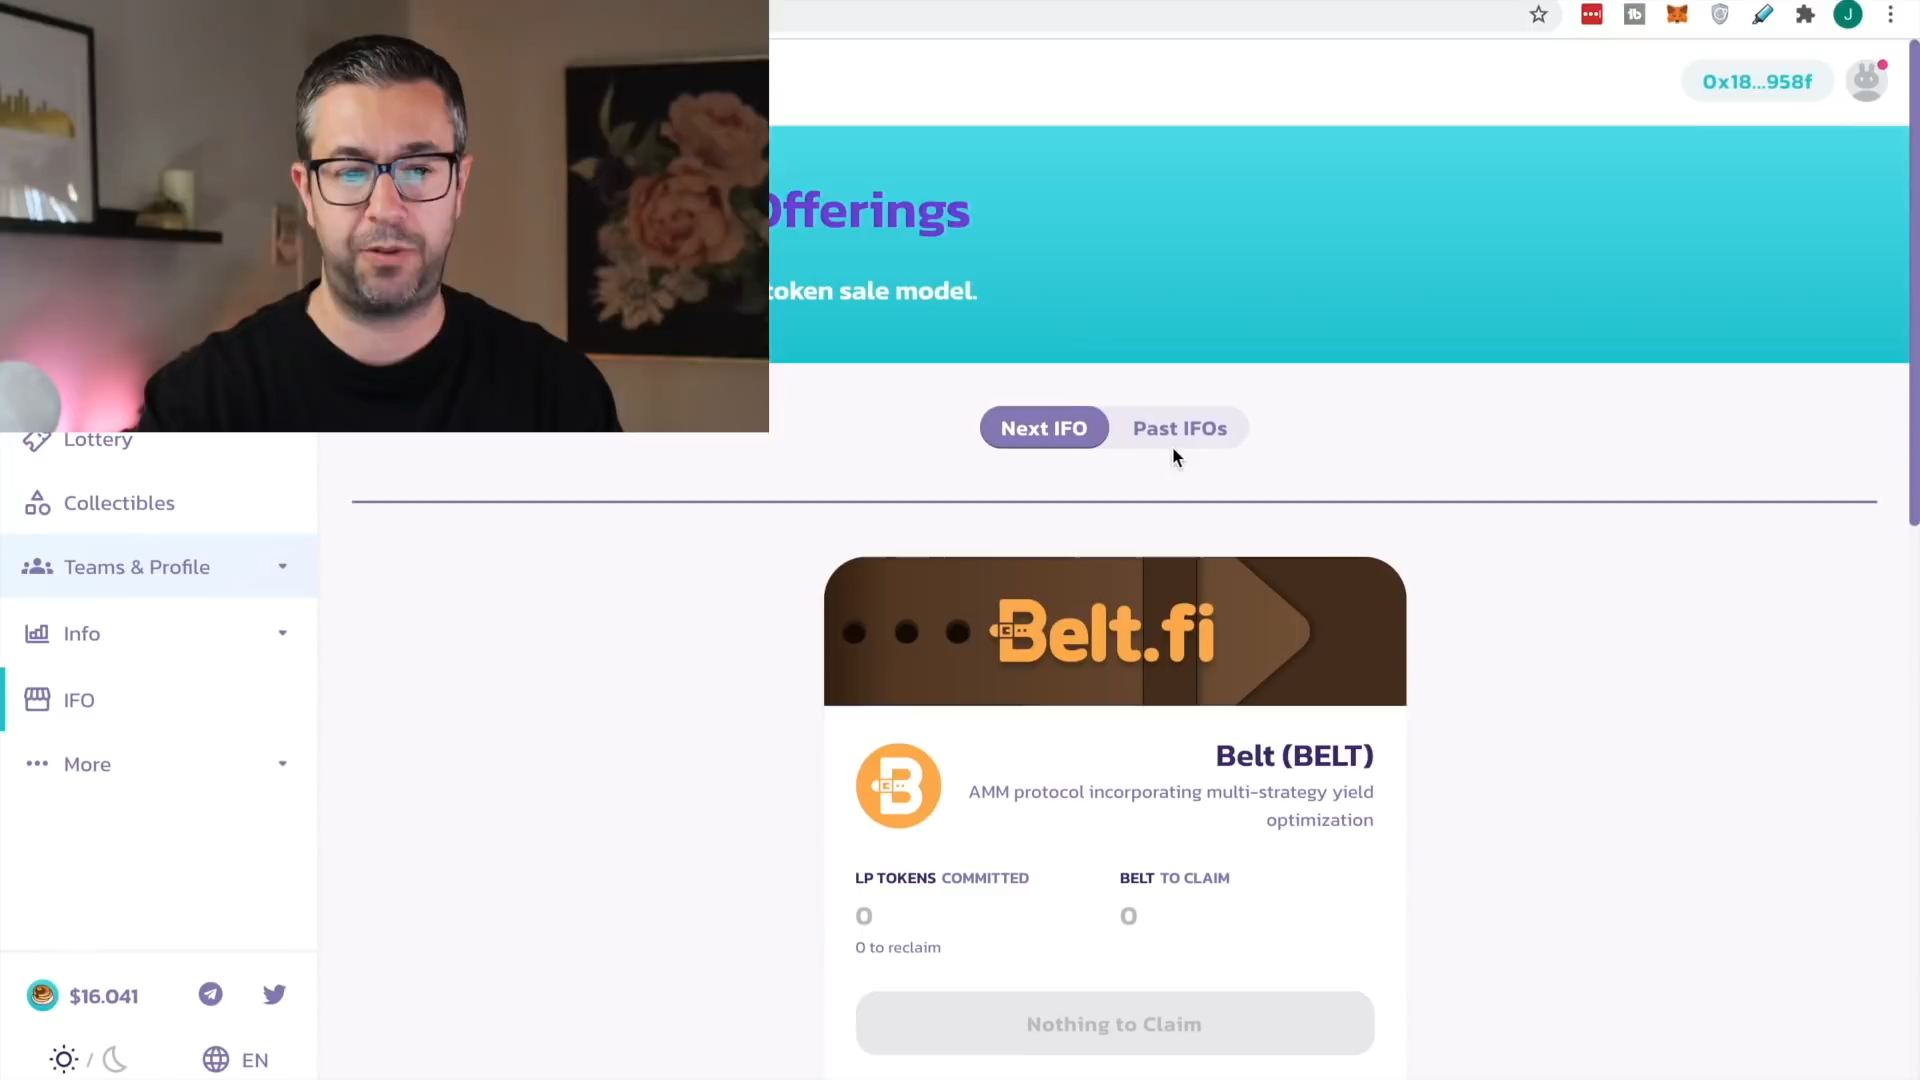 J
0x18...958f
Offerings
token sale model.
Next IFO
Past IFOs
Lottery
Collectibles
Teams & Profile
Info
IFO
More
Belt.fi
B
Belt (BELT)
AMM protocol incorporating multi-strategy yield
optimization
LP TOKENS COMMITTED
BELT TO CLAIM
0
0
0 to reclaim
Nothing to Claim
$16.041
/
EN